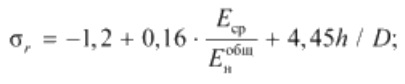 σ_r = −1,2 + 0,16 · E_ср / E_н^общ + 4,45h / D;